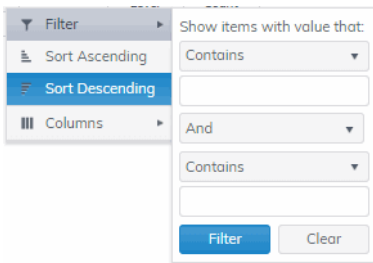 Filter
Sort Ascending
Sort Descending
Columns
Show items with value that:
Contains
And
Contains
Filter Clear